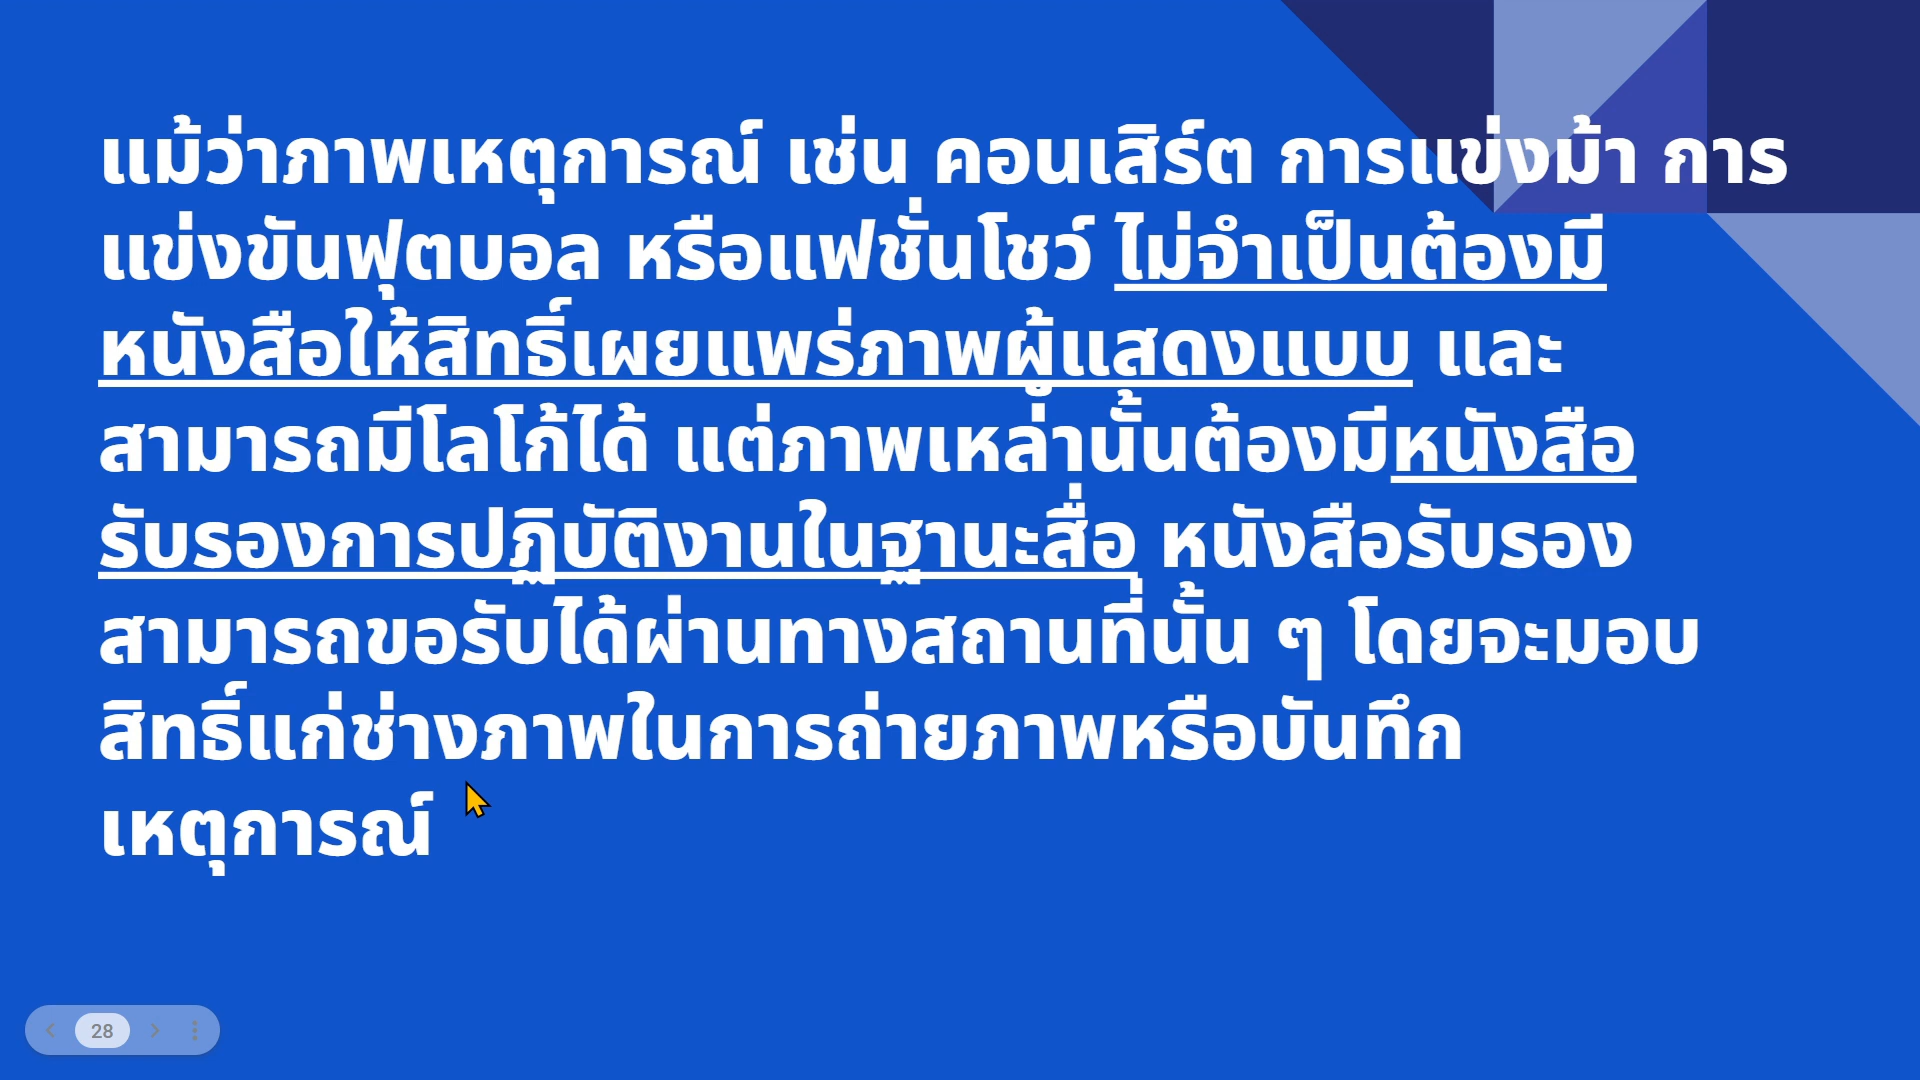 แม้ว่าภาพเหตุการณ์ เช่น คอนเสิร์ต การแข่งม้า การ
แข่งขันฟุตบอล หรือแฟชั่นโชว์ ไม่จำเป็นต้องมี
หนังสือให้สิทธิ์เผยแพร่ภาพผู้แสดงแบบ และ
สามารถมีโลโก้ได้ แต่ภาพเหล่านั้นต้องมีหนังสือ
รับรองการปฏิบัติงานในฐานะสื่อ หนังสือรับรอง
สามารถขอรับได้ผ่านทางสถานที่นั้น ๆ โดยจะมอบ
สิทธิ์แก่ช่างภาพในการถ่ายภาพหรือบันทึก
เหตุการณ์
28